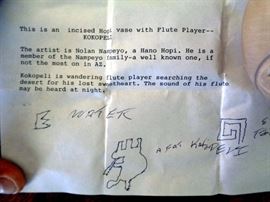 This is an incised Hopi vase with Flute Player--
KOKOPELI
The artist is Nolan Nampeyo, a Hano Hopi. He is a
member of the Nampeyo family-a well known one, if
not the most on in AZ.
Kokopeli is wandering flute player searching the
desert for his lost sweetheart. The sound of his flute
may be heard at night.
WATER
A FAT KOKOPELI